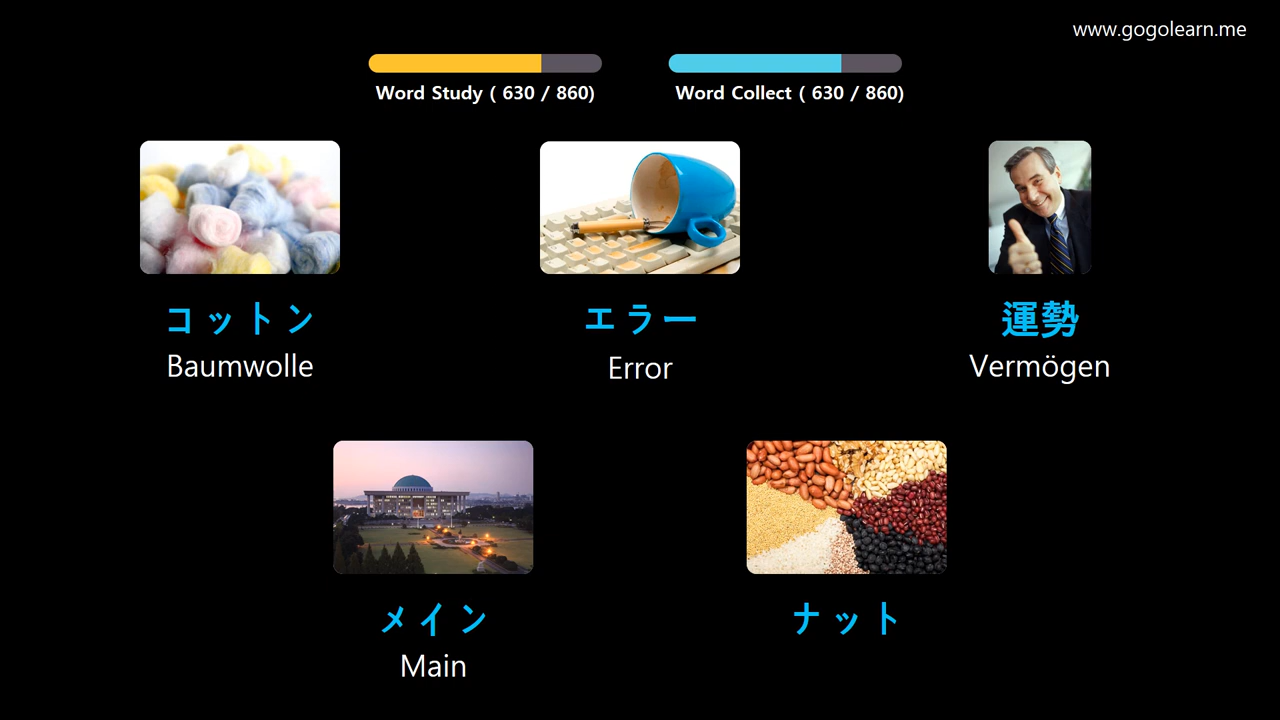 www.gogolearn.me
Word Study ( 630 / 860)
Word Collect ( 630 / 860)
コットン
Baumwolle
エラー
Error
運勢
Vermögen
メイン
Main
ナット